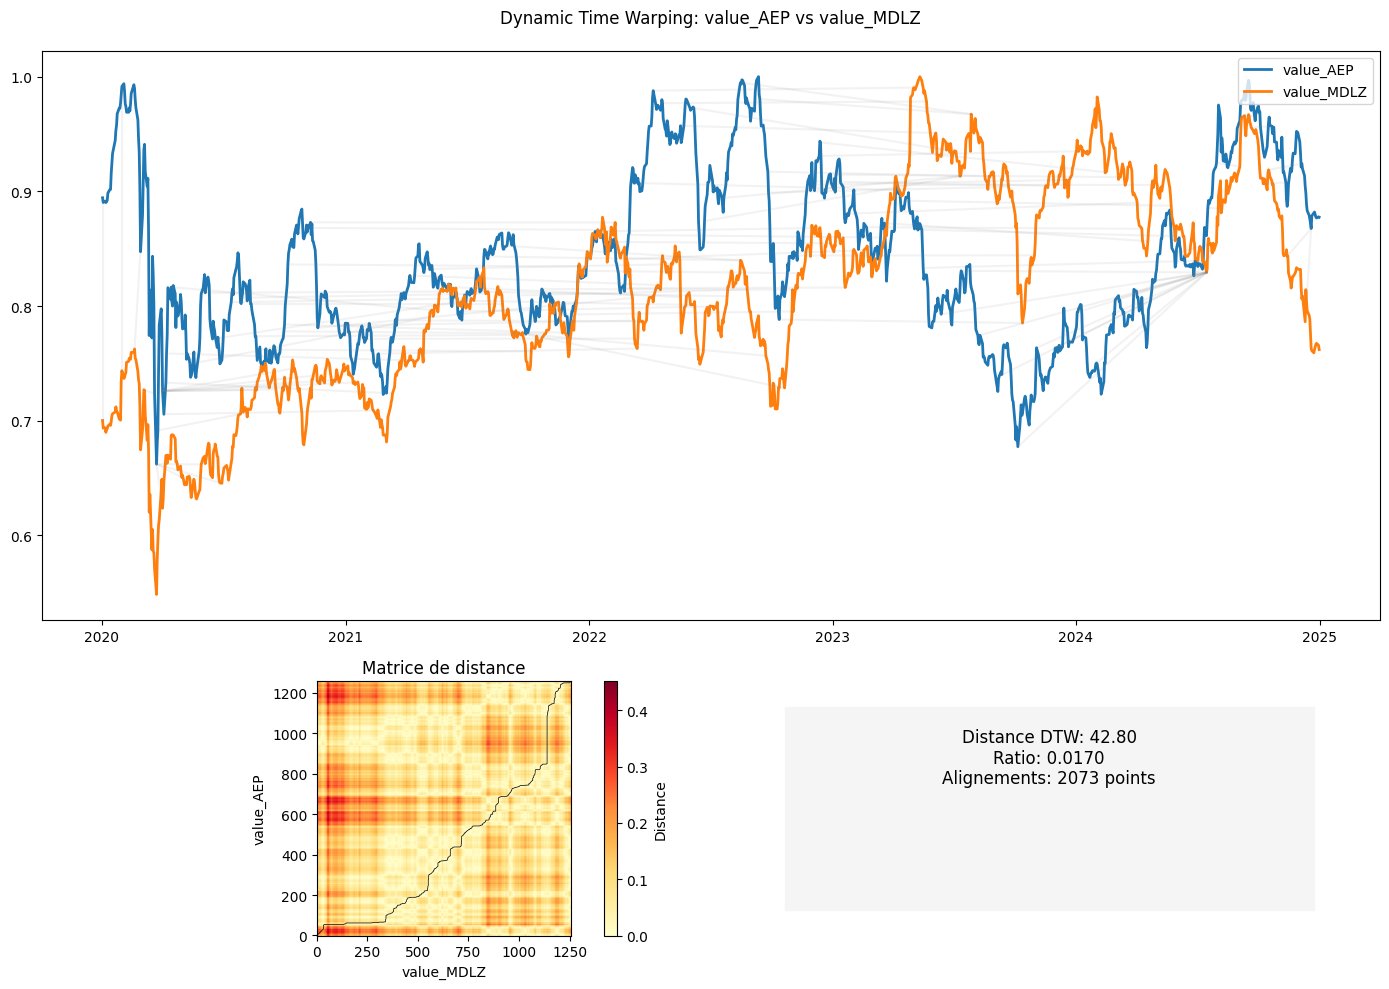 Dynamic Time Warping: value_AEP vs value_MDLZ
value_AEP
value_MDLZ
1.0
0.9
0.8
0.7
0.6
2020 2021 2022 2023 2024 2025
Matrice de distance
value_AEP
1200
1000
800
600
400
200
0
0 250 500 750 1000 1250
value_MDLZ
0.4
0.3
0.2
0.1
0.0
Distance
Distance DTW: 42.80
Ratio: 0.0170
Alignements: 2073 points